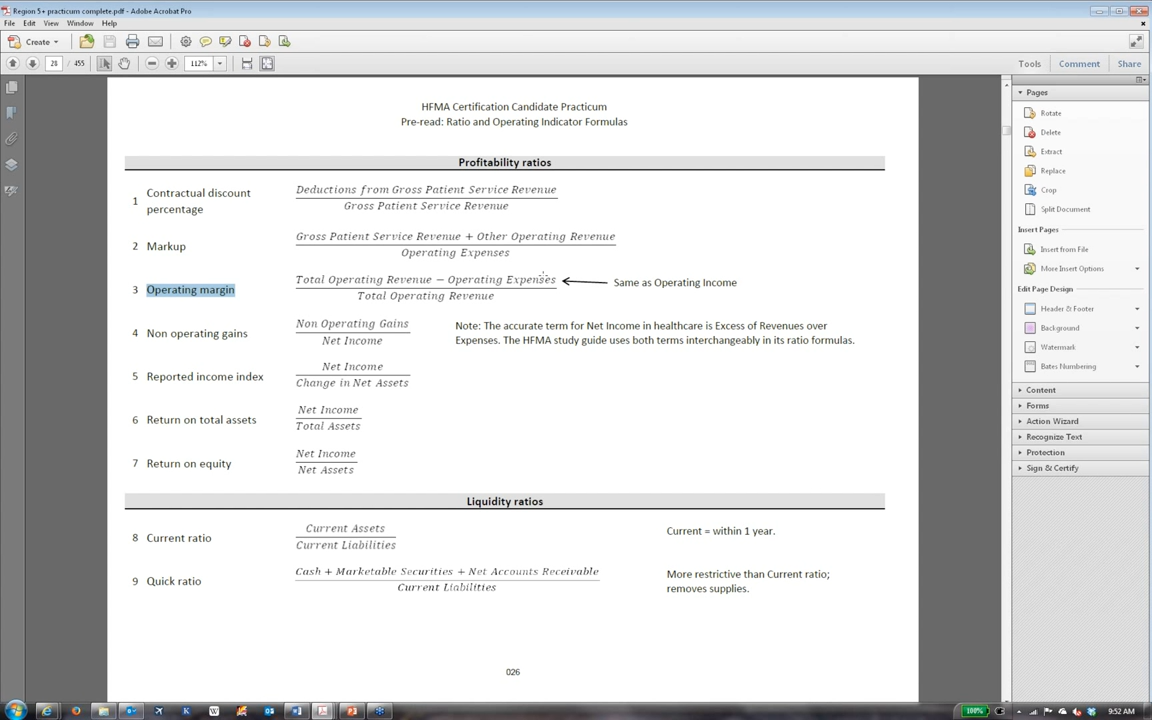 Region 5+ practicum complete.pdf - Adobe Acrobat Pro
File Edit View Window Help
Create
28 / 455 112% Tools Comment Share
Pages
Rotate
Delete
Extract
Replace
Crop
Split Document
Insert Pages
Insert from File
More Insert Options
Edit Page Design
Header & Footer
Background
Watermark
Bates Numbering
Content
Forms
Action Wizard
Recognize Text
Protection
Sign & Certify
HFMA Certification Candidate Practicum
Pre-read: Ratio and Operating Indicator Formulas
Profitability ratios
1 Contractual discount
percentage
Deductions from Gross Patient Service Revenue
Gross Patient Service Revenue
2 Markup
Gross Patient Service Revenue + Other Operating Revenue
Operating Expenses
3 Operating margin
Total Operating Revenue − Operating Expenses
Total Operating Revenue
Same as Operating Income
4 Non operating gains
Non Operating Gains
Net Income
Note: The accurate term for Net Income in healthcare is Excess of Revenues over
Expenses. The HFMA study guide uses both terms interchangeably in its ratio formulas.
5 Reported income index
Net Income
Change in Net Assets
6 Return on total assets
Net Income
Total Assets
7 Return on equity
Net Income
Net Assets
Liquidity ratios
8 Current ratio
Current Assets
Current Liabilities
Current = within 1 year.
9 Quick ratio
Cash + Marketable Securities + Net Accounts Receivable
Current Liabilities
More restrictive than Current ratio;
removes supplies.
026
100% 9:52 AM